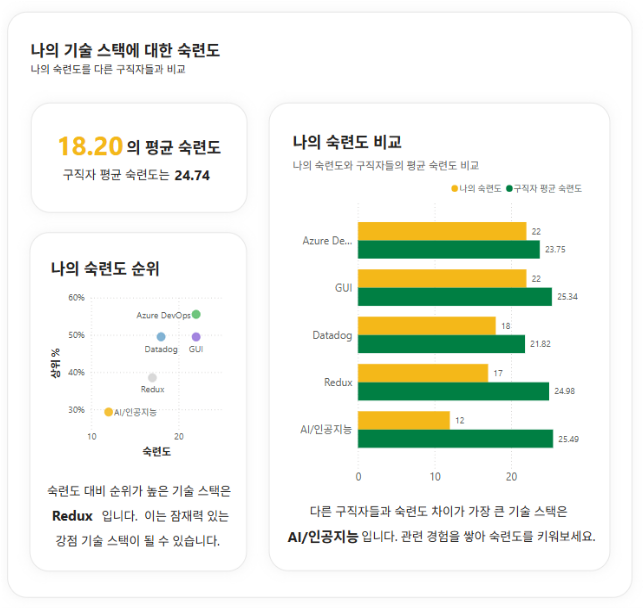 나의 기술 스택에 대한 숙련도
나의 숙련도를 다른 구직자들과 비교
18.20 의 평균 숙련도
구직자 평균 숙련도는 24.74
나의 숙련도 순위
60%
50%
40%
30%
상위 %
Azure DevOps
Datadog
GUI
Redux
AI/인공지능
10
20
숙련도
숙련도 대비 순위가 높은 기술 스택은
Redux 입니다. 이는 잠재력 있는
강점 기술 스택이 될 수 있습니다.
나의 숙련도 비교
나의 숙련도와 구직자들의 평균 숙련도 비교
나의 숙련도 구직자 평균 숙련도
Azure De...
22
23.75
GUI
22
25.34
Datadog
18
21.82
Redux
17
24.98
AI/인공지능
12
25.49
0
10
20
다른 구직자들과 숙련도 차이가 가장 큰 기술 스택은
AI/인공지능 입니다. 관련 경험을 쌓아 숙련도를 키워보세요.